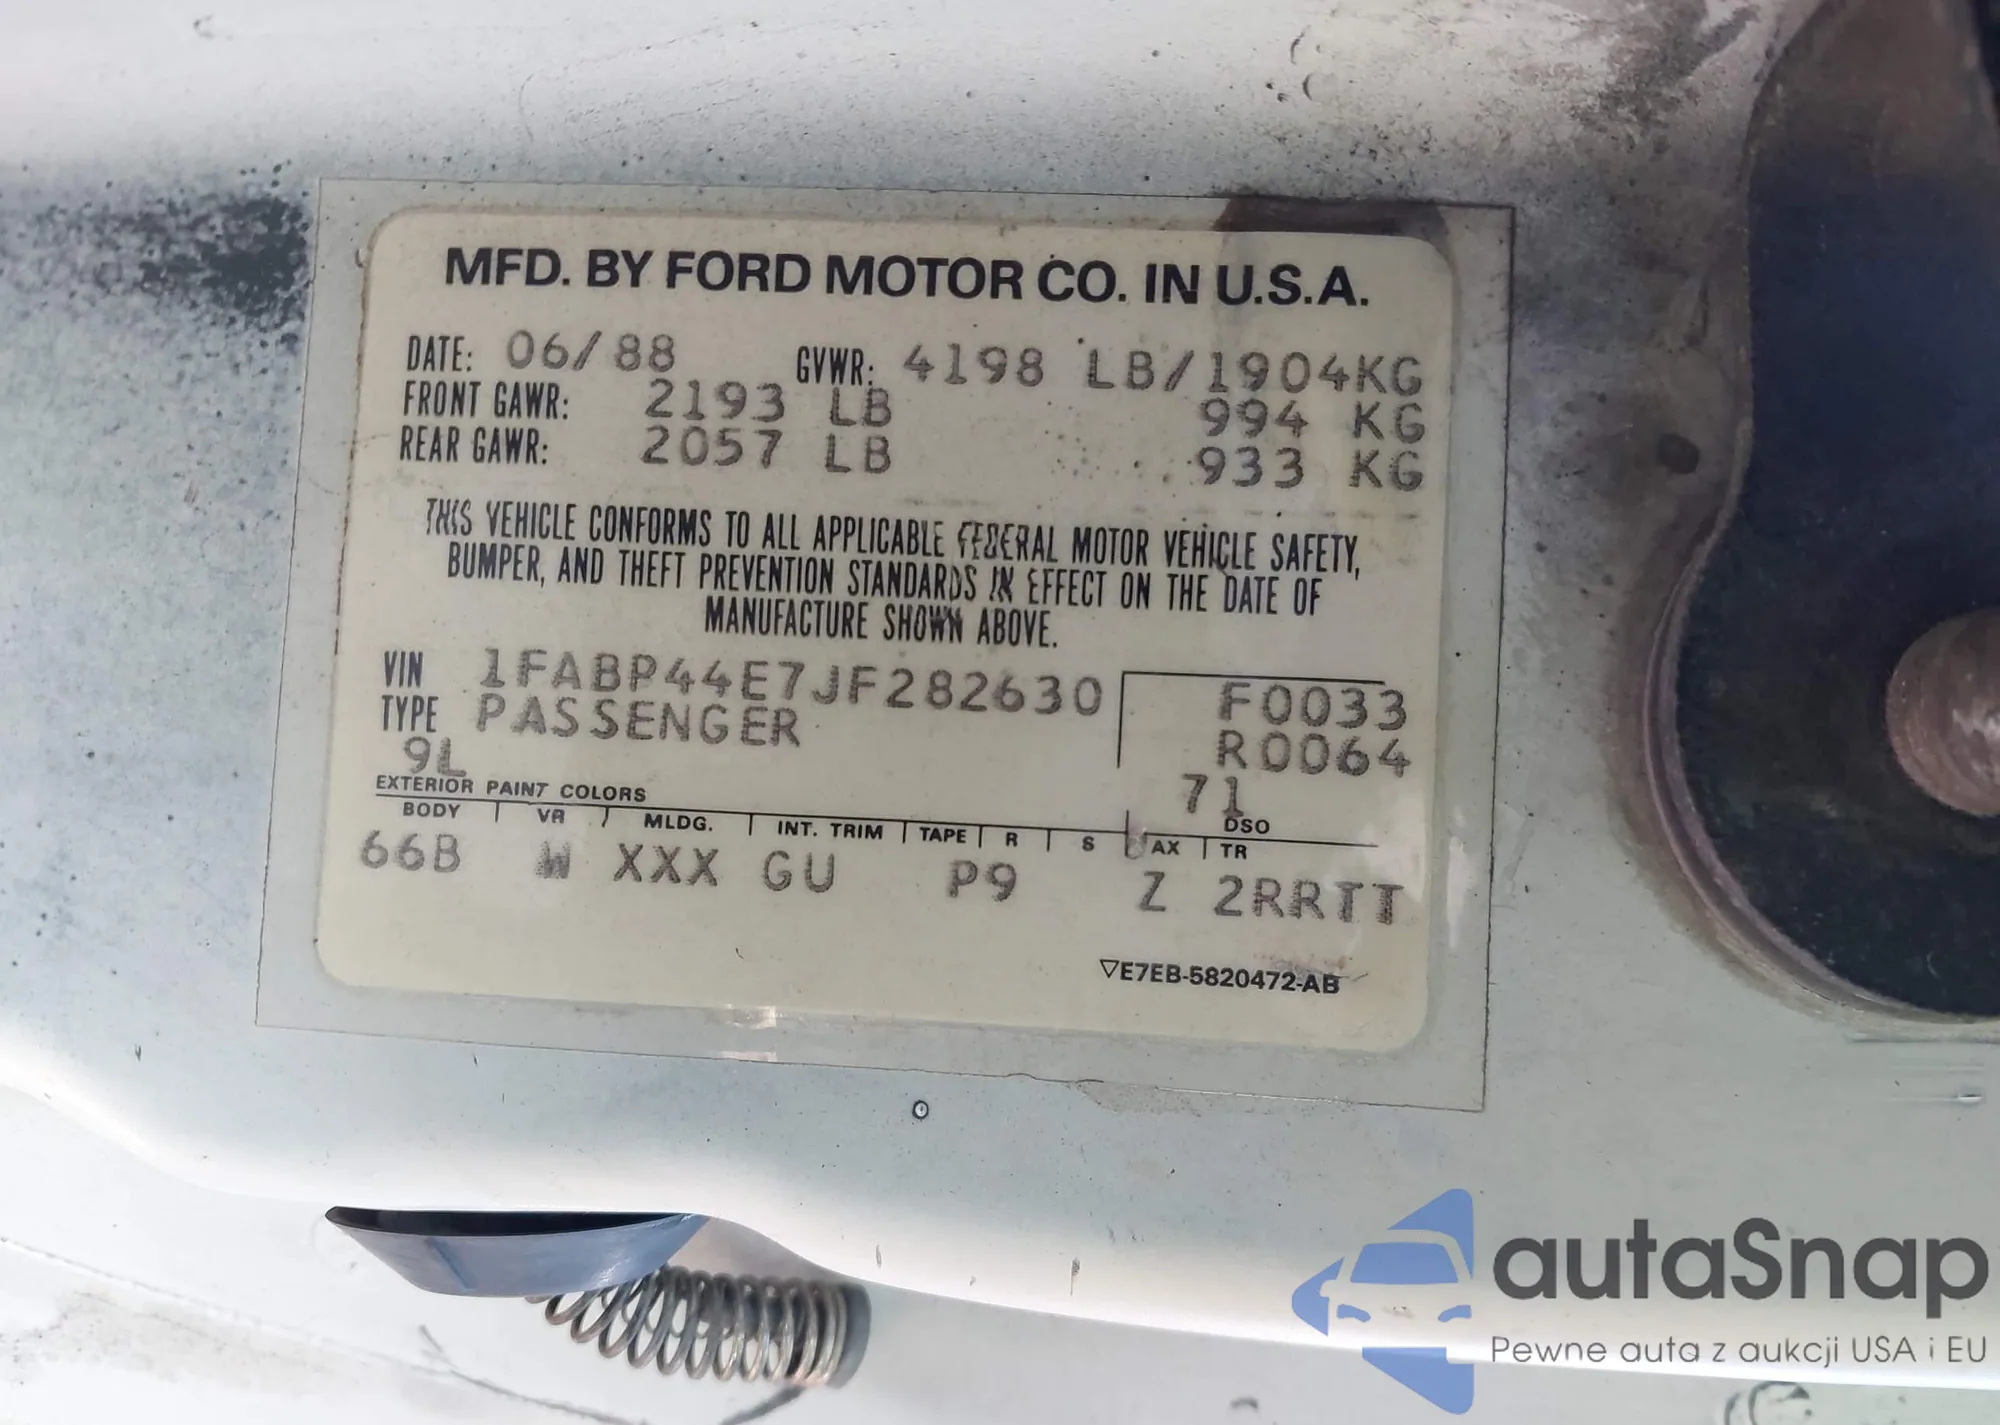 MFD. BY FORD MOTOR CO. IN U.S.A.
DATE: 06/88 GVWR: 4198 LB/1904KG
FRONT GAWR: 2193 LB 994 KG
REAR GAWR: 2057 LB 933 KG
THIS VEHICLE CONFORMS TO ALL APPLICABLE FEDERAL MOTOR VEHICLE SAFETY,
BUMPER, AND THEFT PREVENTION STANDARDS IN EFFECT ON THE DATE OF
MANUFACTURE SHOWN ABOVE.
VIN 1FABP44E7JF282630 F0033
TYPE PASSENGER R0064
9L 71
EXTERIOR PAINT COLORS DSO
BODY VR MLDG. INT. TRIM TAPE R S AX TR
66B W XXX GU P9 Z 2RRTT
▽E7EB-5820472-AB
autaSnap
Pewne auta z aukcji USA i EU